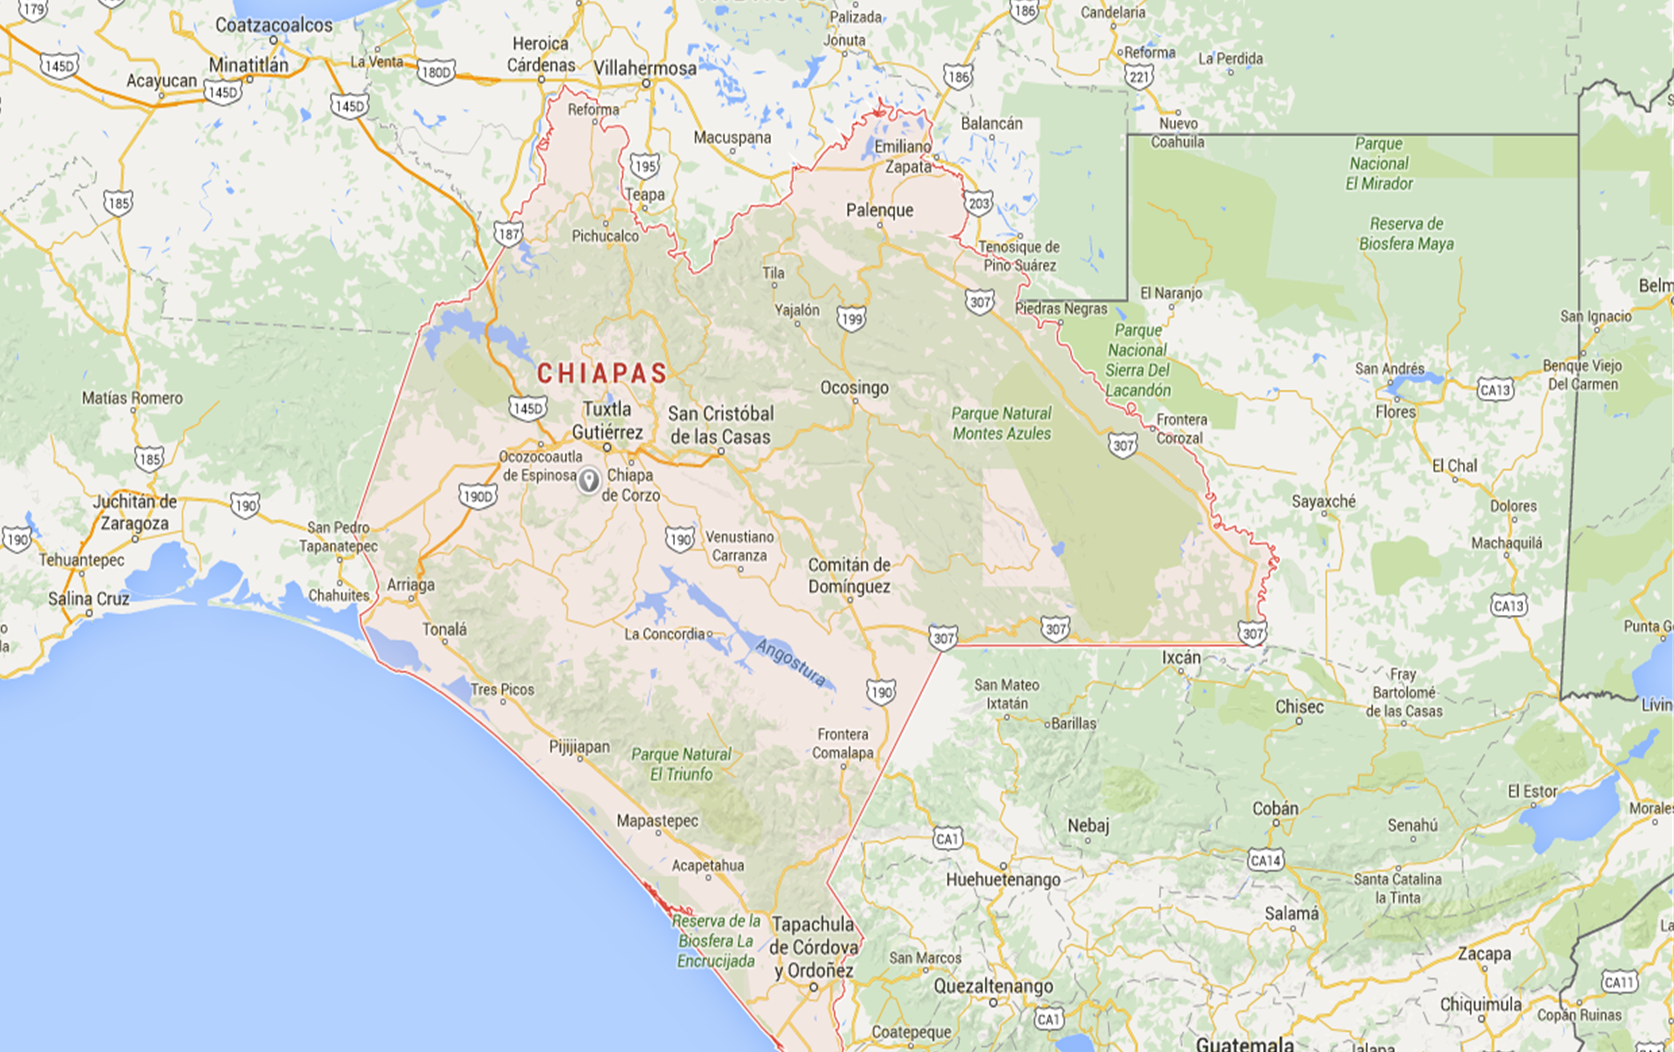 179
Coatzacoalcos
145D
Acayucan
Minatitlán
145D
La Venta
180D
145D
Heroica
Cárdenas
Villahermosa
Palizada
Jonuta
186
Candelaria
Reforma
221
La Perdida
186
Reforma
Macuspana
Balancán
Nuevo
Coahuila
Parque
Nacional
El Mirador
Emiliano
Zapata
195
Teapa
185
187
Pichucalco
Palenque
203
Reserva de
Biosfera Maya
Tenosique de
Pino Suárez
Tila
Yajalón
199
307
Piedras Negras
El Naranjo
Parque
Nacional
Sierra Del
Lacandón
Belm
San Ignacio
Benque Viejo
Del Carmen
San Andrés
CA13
Flores
CHIAPAS
Matías Romero
145D
Tuxtla
Gutiérrez
San Cristóbal
de las Casas
Ocosingo
Parque Natural
Montes Azules
Frontera
Corozal
307
185
Ocozocoautla
de Espinosa
Chiapa
de Corzo
190D
El Chal
Sayaxché
Dolores
Machaquilá
Juchitán de
Zaragoza
190
190
San Pedro
Tapanatepec
190
Venustiano
Carranza
Tehuantepec
Salina Cruz
Chahuites
Arriaga
Comitán de
Domínguez
CA13
Tonalá
La Concordia
Angostura
307
307
307
Punta G
Ixcán
Tres Picos
190
San Mateo
Ixtatán
Barillas
Chisec
Fray
Bartolomé
de las Casas
Lívin
Pijijiapan
Parque Natural
El Triunfo
Frontera
Comalapa
El Estor
Morales
Mapastepec
CA1
Nebaj
Cobán
Senahú
Acapetahua
Huehuetenango
CA14
Santa Catalina
la Tinta
Reserva de la
Biosfera La
Encrucijada
Tapachula
de Córdova
y Ordoñez
Salamá
San Marcos
Zacapa
Quezaltenango
CA11
Chiquimula
Copán Ruinas
CA1
Coatepeque
Guatemala
Jalapa